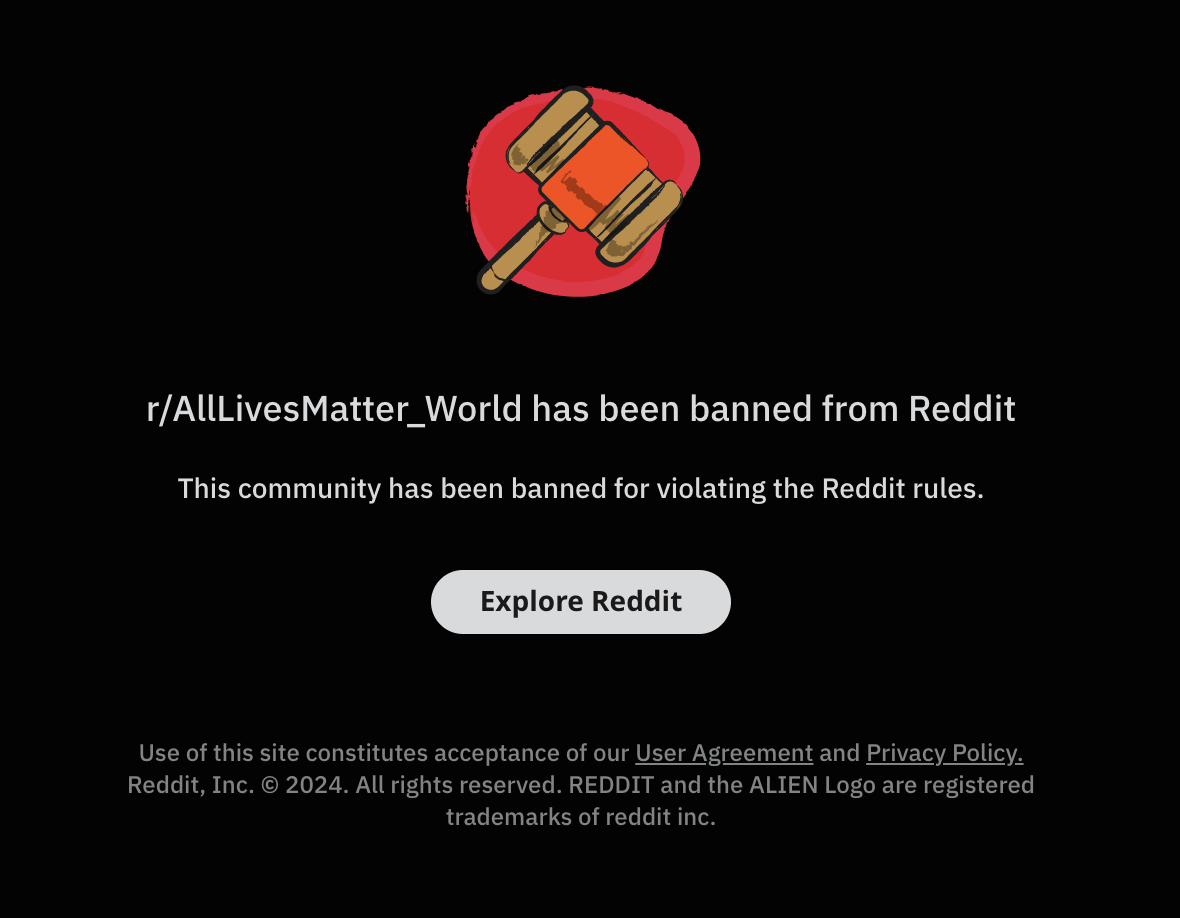 r/AllLivesMatter_World has been banned from Reddit
This community has been banned for violating the Reddit rules.
Explore Reddit
Use of this site constitutes acceptance of our User Agreement and Privacy Policy.
Reddit, Inc. © 2024. All rights reserved. REDDIT and the ALIEN Logo are registered
trademarks of reddit inc.